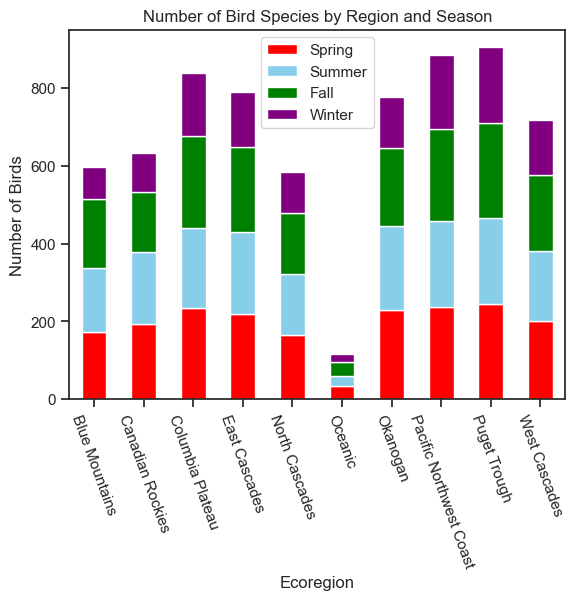 Number of Bird Species by Region and Season
Spring
Summer
Fall
Winter
Number of Birds
800
600
400
200
0
Blue Mountains
Canadian Rockies
Columbia Plateau
East Cascades
North Cascades
Oceanic
Okanogan
Pacific Northwest Coast
Puget Trough
West Cascades
Ecoregion